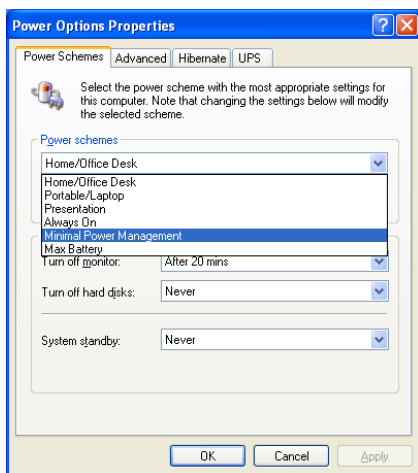 Power Options Properties
Power Schemes Advanced Hibernate UPS
Select the power scheme with the most appropriate settings for
this computer. Note that changing the settings below will modify
the selected scheme.
Power schemes
Home/Office Desk
Home/Office Desk
Portable/Laptop
Presentation
Always On
Minimal Power Management
Max Battery
Turn off monitor: After 20 mins
Turn off hard disks: Never
System standby: Never
OK Cancel Apply